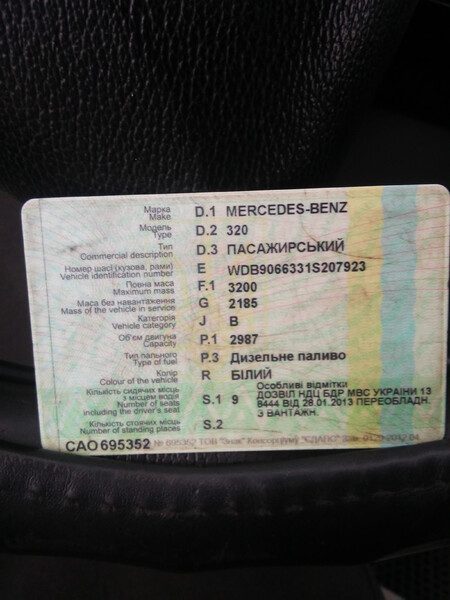 Марка D.1 MERCEDES-BENZ
Make
Модель D.2 320
Type
Тип D.3 ПАСАЖИРСЬКИЙ
Commercial description
Номер шасі (кузова, рами) E WDB9066331S207923
Vehicle identification number
Повна маса F.1 3200
Maximum mass
Маса без навантаження G 2185
Mass of the vehicle in service
Категорія J B
Vehicle category
Об'єм двигуна P.1 2987
Capacity
Тип пального P.3 Дизельне паливо
Type of fuel
Колір R БІЛИЙ
Colour of the vehicle
Кількість сидячих місць з місцем водія S.1 9
Number of seats including the driver's seat
Особливі відмітки
ДОЗВІЛ НДЦ БДР МВС УКРАЇНИ 13
8444 ВІД 28.01.2013 ПЕРЕОБЛАДН.
З ВАНТАЖН.
Кількість стоячих місць S.2
Number of standing places
САО695352 № 695352 ТОВ "Знак"